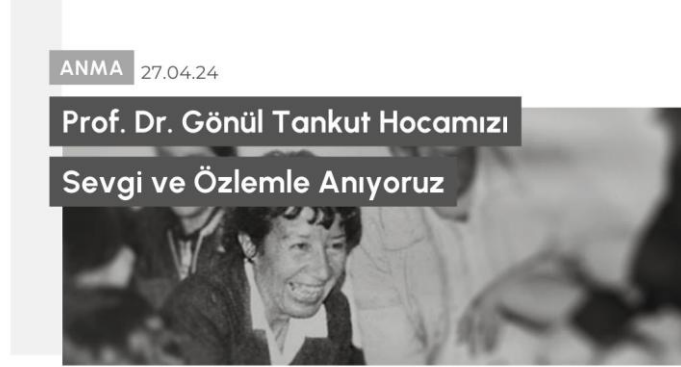 ANMA 27.04.24
Prof. Dr. Gönül Tankut Hocamızı
Sevgi ve Özlemle Anıyoruz